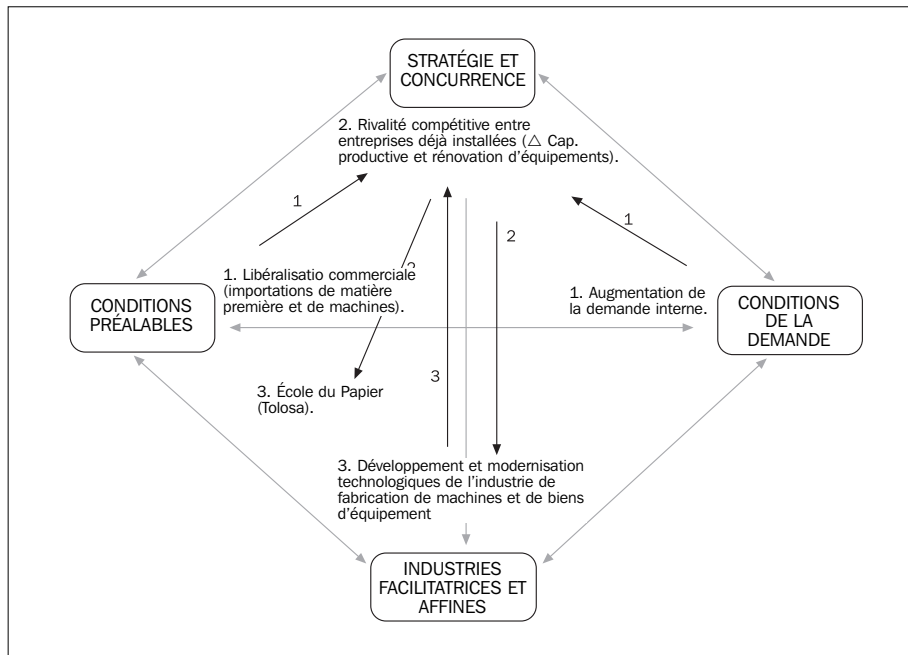 STRATÉGIE ET
CONCURRENCE
2. Rivalité compétitive entre
entreprises déjà installées (△ Cap.
productive et rénovation d'équipements).
1
1
2
2
1. Libéralisatio commerciale
(importations de matière
première et de machines).
CONDITIONS
PRÉALABLES
1. Augmentation de
la demande interne.
CONDITIONS
DE LA
DEMANDE
3
3. École du Papier
(Tolosa).
3. Développement et modernisation
technologiques de l'industrie de
fabrication de machines et de biens
d'équipement
INDUSTRIES
FACILITATRICES ET
AFFINES